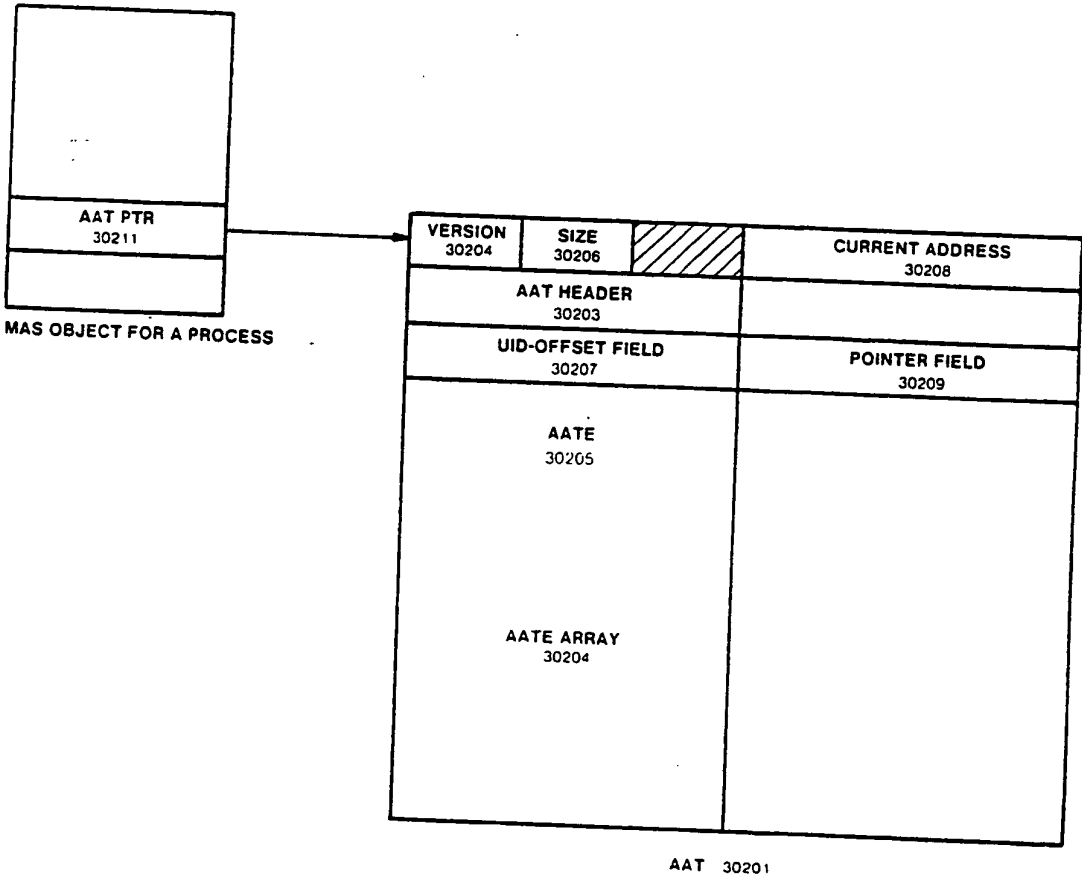 AAT PTR
30211
MAS OBJECT FOR A PROCESS
VERSION
30204
SIZE
30206
CURRENT ADDRESS
30208
AAT HEADER
30203
UID-OFFSET FIELD
30207
POINTER FIELD
30209
AATE
30205
AATE ARRAY
30204
AAT 30201